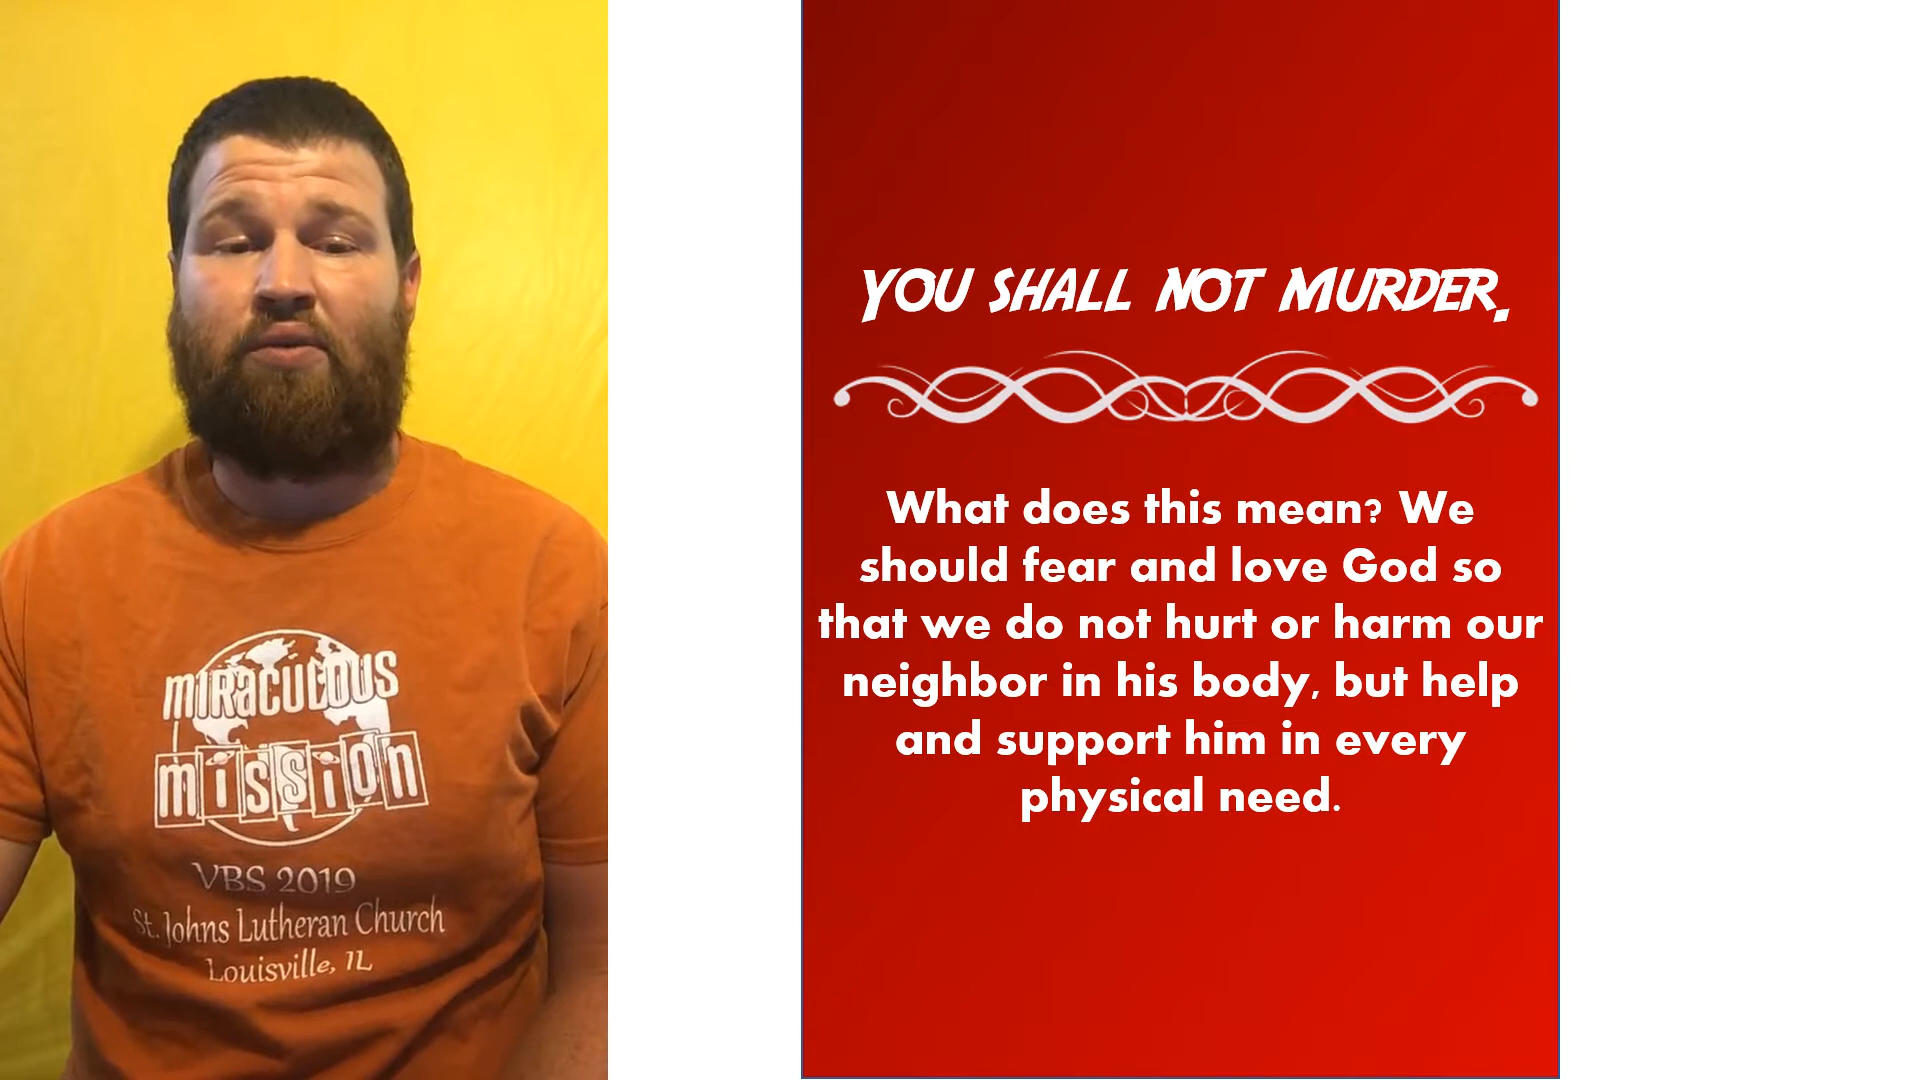 miracULOUS
mission
VBS 2019
St. Johns Lutheran Church
Louisville, IL
YOU SHALL NOT MURDER.
What does this mean? We
should fear and love God so
that we do not hurt or harm our
neighbor in his body, but help
and support him in every
physical need.